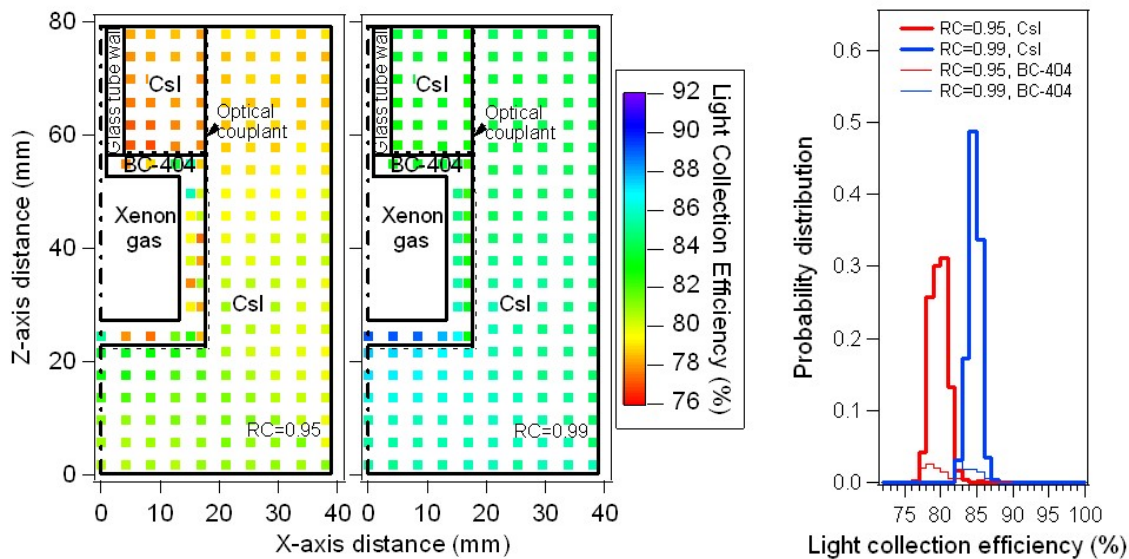 80
60
40
20
0
Z-axis distance (mm)
Glass tube wall
CsI
Optical
couplant
BC-404
Xenon
gas
CsI
RC=0.95
0 10 20 30 40
Glass tube wall
CsI
Optical
couplant
BC-404
Xenon
gas
CsI
RC=0.99
0 10 20 30 40
X-axis distance (mm)
92
90
88
86
84
82
80
78
76
Light Collection Efficiency (%)
RC=0.95, CsI
RC=0.99, CsI
RC=0.95, BC-404
RC=0.99, BC-404
0.6
0.5
0.4
0.3
0.2
0.1
0.0
Probability distribution
75 80 85 90 95 100
Light collection efficiency (%)